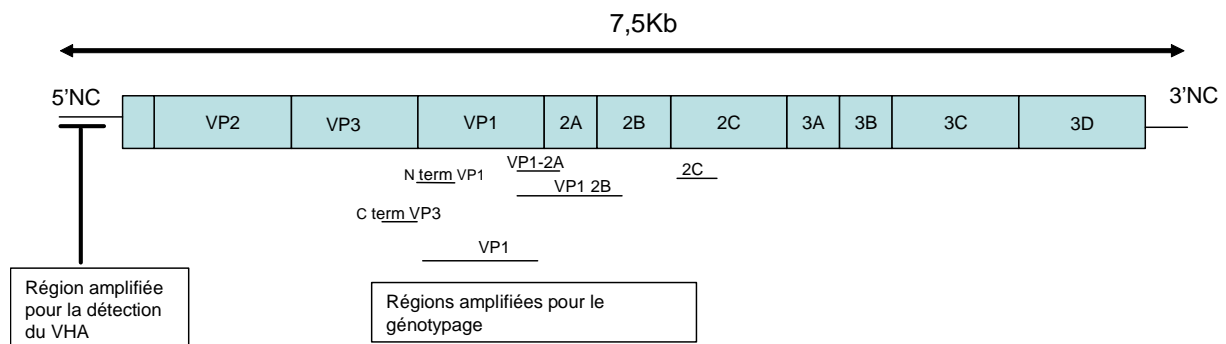 7,5Kb
5'NC
3'NC
VP2 VP3 VP1 2A 2B 2C 3A 3B 3C 3D
VP1-2A
N term VP1
2C
VP1 2B
C term VP3
VP1
Région amplifiée
pour la détection
du VHA
Régions amplifiées pour le
génotypage